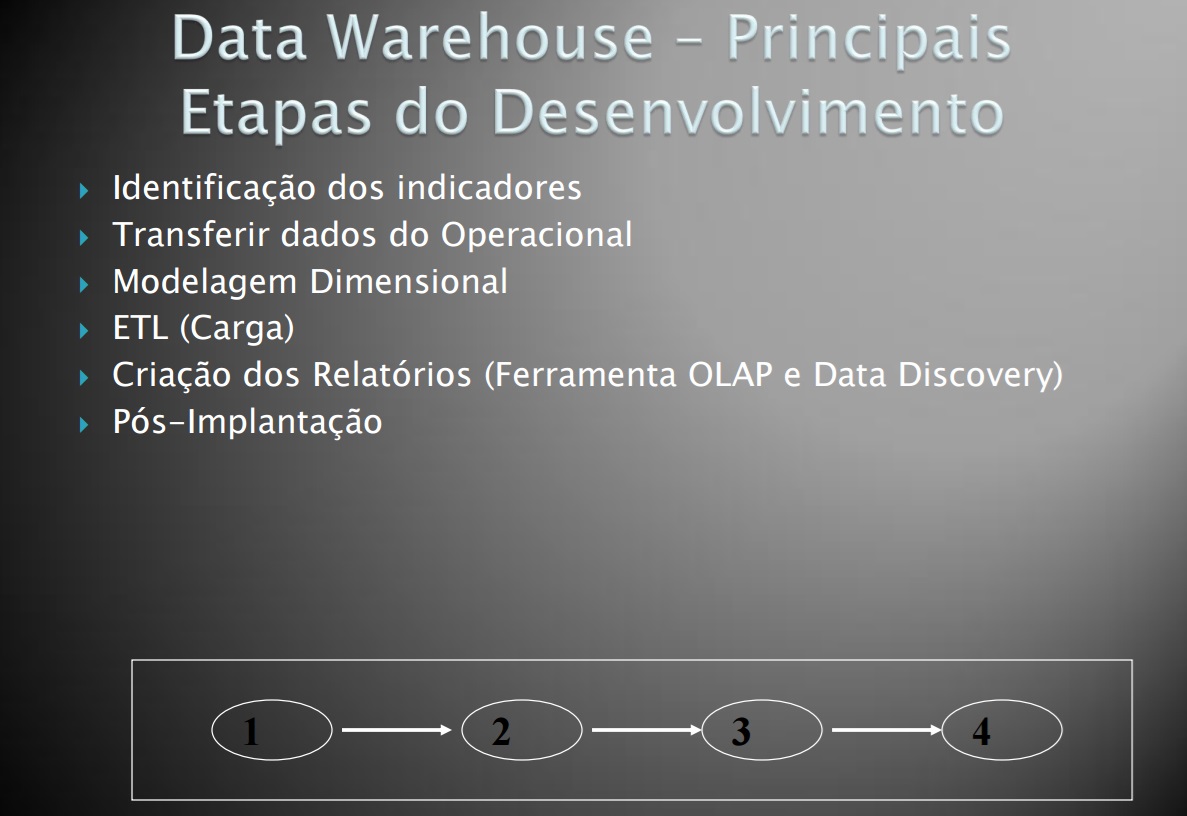 Data Warehouse – Principais
Etapas do Desenvolvimento
Identificação dos indicadores
Transferir dados do Operacional
Modelagem Dimensional
ETL (Carga)
Criação dos Relatórios (Ferramenta OLAP e Data Discovery)
Pós-Implantação
1 2 3 4